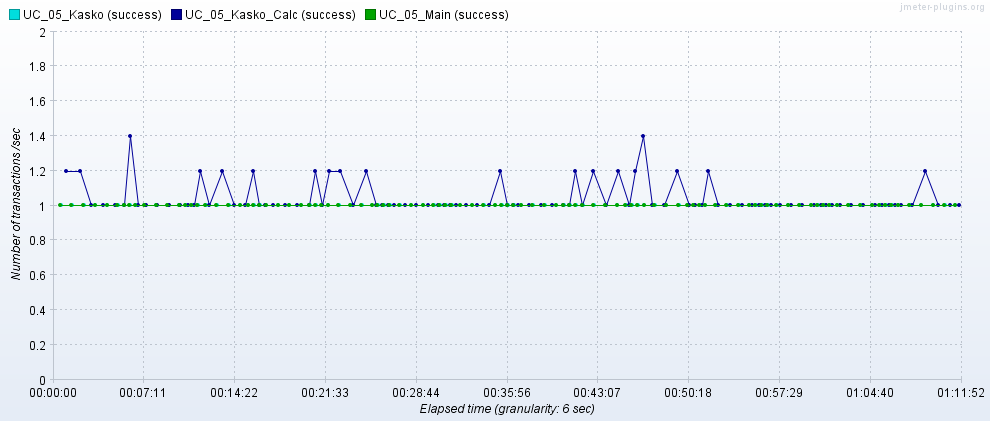 UC_05_Kasko (success) UC_05_Kasko_Calc (success) UC_05_Main (success)
jmeter-plugins.org
2
1.8
1.6
1.4
1.2
1
0.8
0.6
0.4
0.2
0
Number of transactions /sec
00:00:00 00:07:11 00:14:22 00:21:33 00:28:44 00:35:56 00:43:07 00:50:18 00:57:29 01:04:40 01:11:52
Elapsed time (granularity: 6 sec)